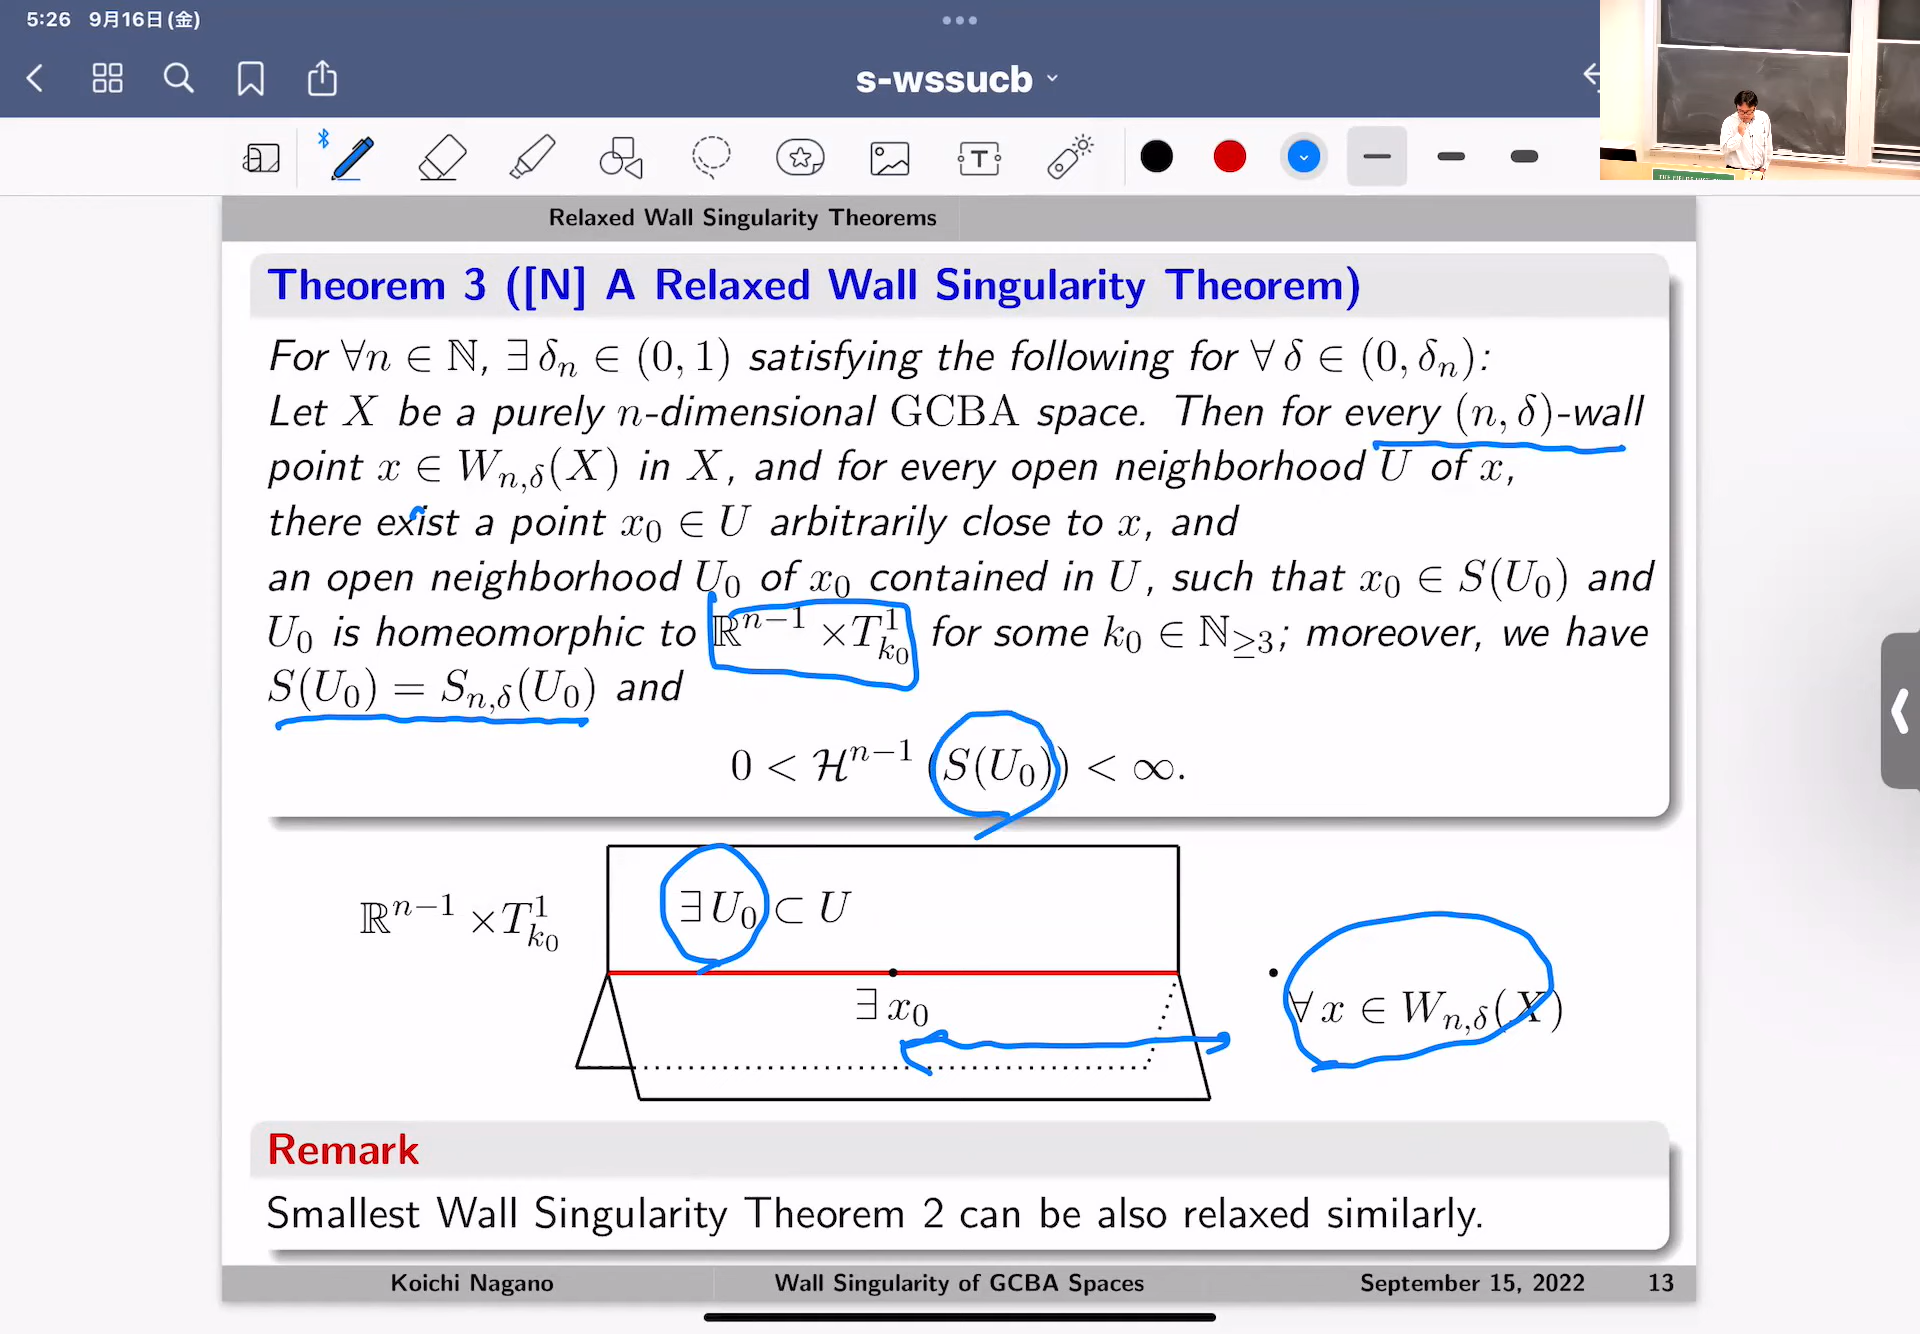 5:26 9月16日(金)
s-wssucb
Relaxed Wall Singularity Theorems
Theorem 3 ([N] A Relaxed Wall Singularity Theorem)
For ∀n ∈ ℕ, ∃ δ_n ∈ (0, 1) satisfying the following for ∀ δ ∈ (0, δ_n):
Let X be a purely n-dimensional GCBA space. Then for every (n, δ)-wall
point x ∈ W_{n,δ}(X) in X, and for every open neighborhood U of x,
there exist a point x_0 ∈ U arbitrarily close to x, and
an open neighborhood U_0 of x_0 contained in U, such that x_0 ∈ S(U_0) and
U_0 is homeomorphic to ℝ^{n−1} × T^1_{k_0} for some k_0 ∈ ℕ_{≥3}; moreover, we have
S(U_0) = S_{n,δ}(U_0) and
0 < ℋ^{n−1} (S(U_0)) < ∞.
ℝ^{n−1} × T^1_{k_0}
∃ U_0 ⊂ U
∃ x_0
∀ x ∈ W_{n,δ}(X)
Remark
Smallest Wall Singularity Theorem 2 can be also relaxed similarly.
Koichi Nagano Wall Singularity of GCBA Spaces September 15, 2022 13